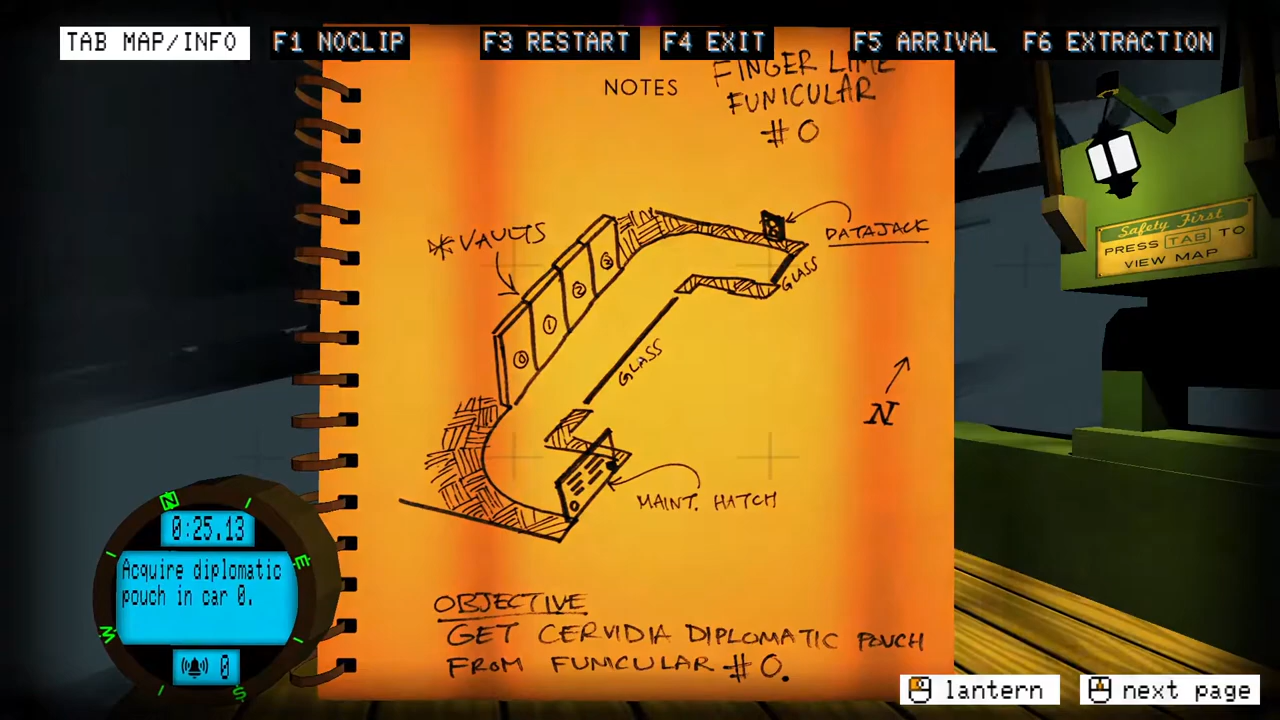 TAB MAP/INFO F1 NOCLIP F3 RESTART F4 EXIT F5 ARRIVAL F6 EXTRACTION
NOTES
FINGER LIME
FUNICULAR
#0
*VAULTS
DATAJACK
GLASS
3
2
1
0
GLASS
N
MAINT. HATCH
OBJECTIVE
GET CERVIDIA DIPLOMATIC POUCH
FROM FUNICULAR #0.
Safety First
PRESS TAB TO
VIEW MAP
N
E
W
S
0:25.13
Acquire diplomatic
pouch in car 0.
0
lantern
next page